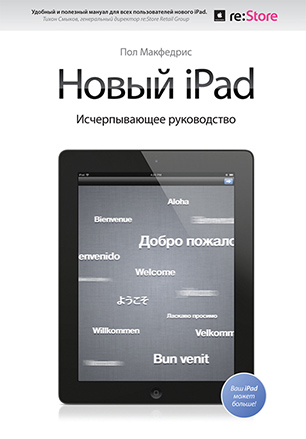 Удобный и полезный мануал для всех пользователей нового iPad.
Тихон Смыков, генеральный директор re:Store Retail Group
re:Store
Пол Макфедрис
Новый iPad
Исчерпывающее руководство
Aloha
Bienvenue
Добро пожало
envenido
Welcome
ようこそ
Ласкаво просимо
Willkommen
Velkomm
Bun venit
Ваш iPad
может
больше!